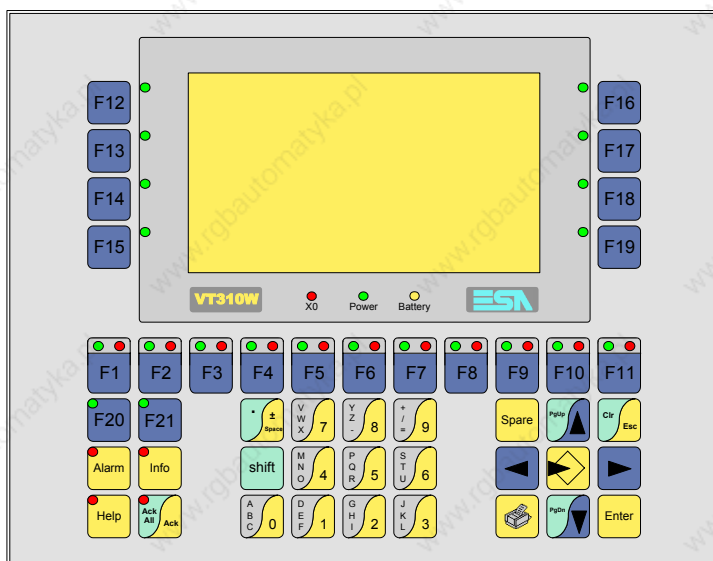 F12
F16
F13
F17
F14
F18
F15
F19
VT310W
X0
Power
Battery
ESA
F1
F2
F3
F4
F5
F6
F7
F8
F9
F10
F11
F20
F21
. ± Space
V W X 7
Y Z - 8
+ / = 9
Spare
PgUp
Clr Esc
Alarm
Info
shift
M N O 4
P Q R 5
S T U 6
Help
Ack All Ack
A B C 0
D E F 1
G H I 2
J K L 3
PgDn
Enter
www.rgbautomatyka.pl